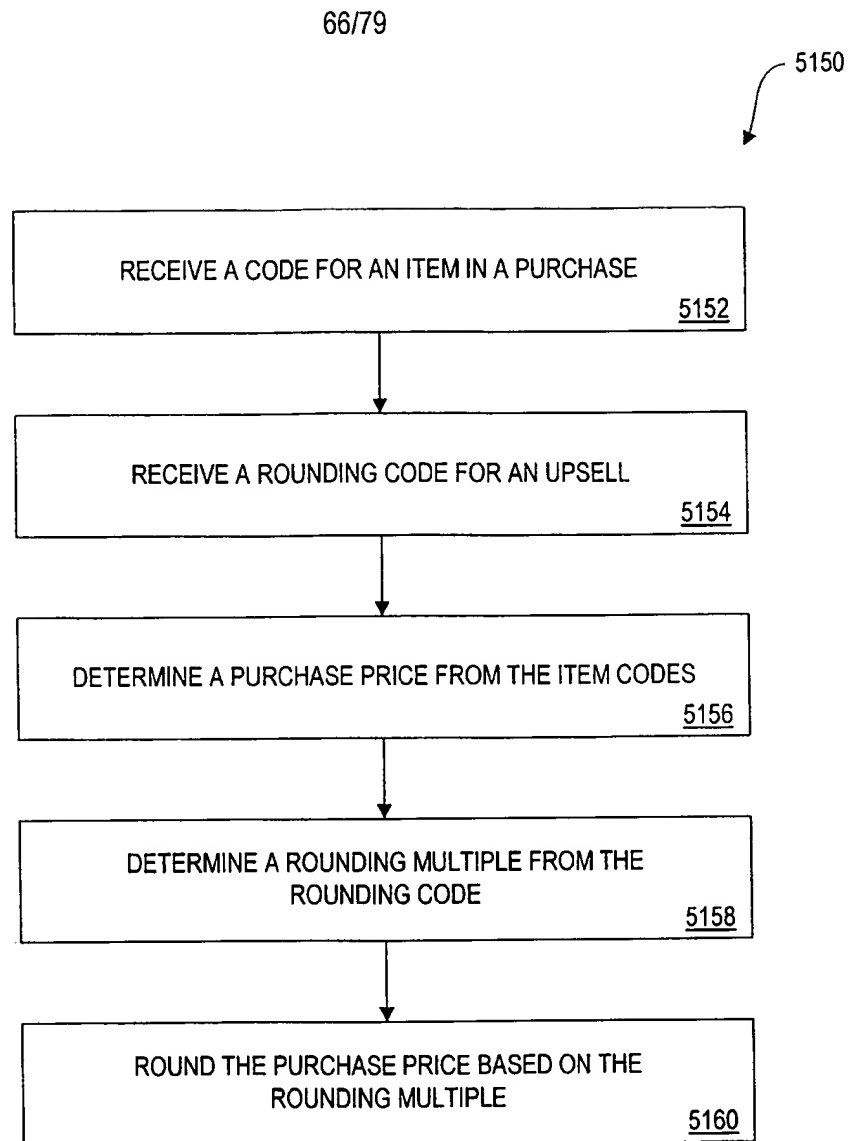 66/79
5150
RECEIVE A CODE FOR AN ITEM IN A PURCHASE
5152
RECEIVE A ROUNDING CODE FOR AN UPSELL
5154
DETERMINE A PURCHASE PRICE FROM THE ITEM CODES
5156
DETERMINE A ROUNDING MULTIPLE FROM THE
ROUNDING CODE
5158
ROUND THE PURCHASE PRICE BASED ON THE
ROUNDING MULTIPLE
5160